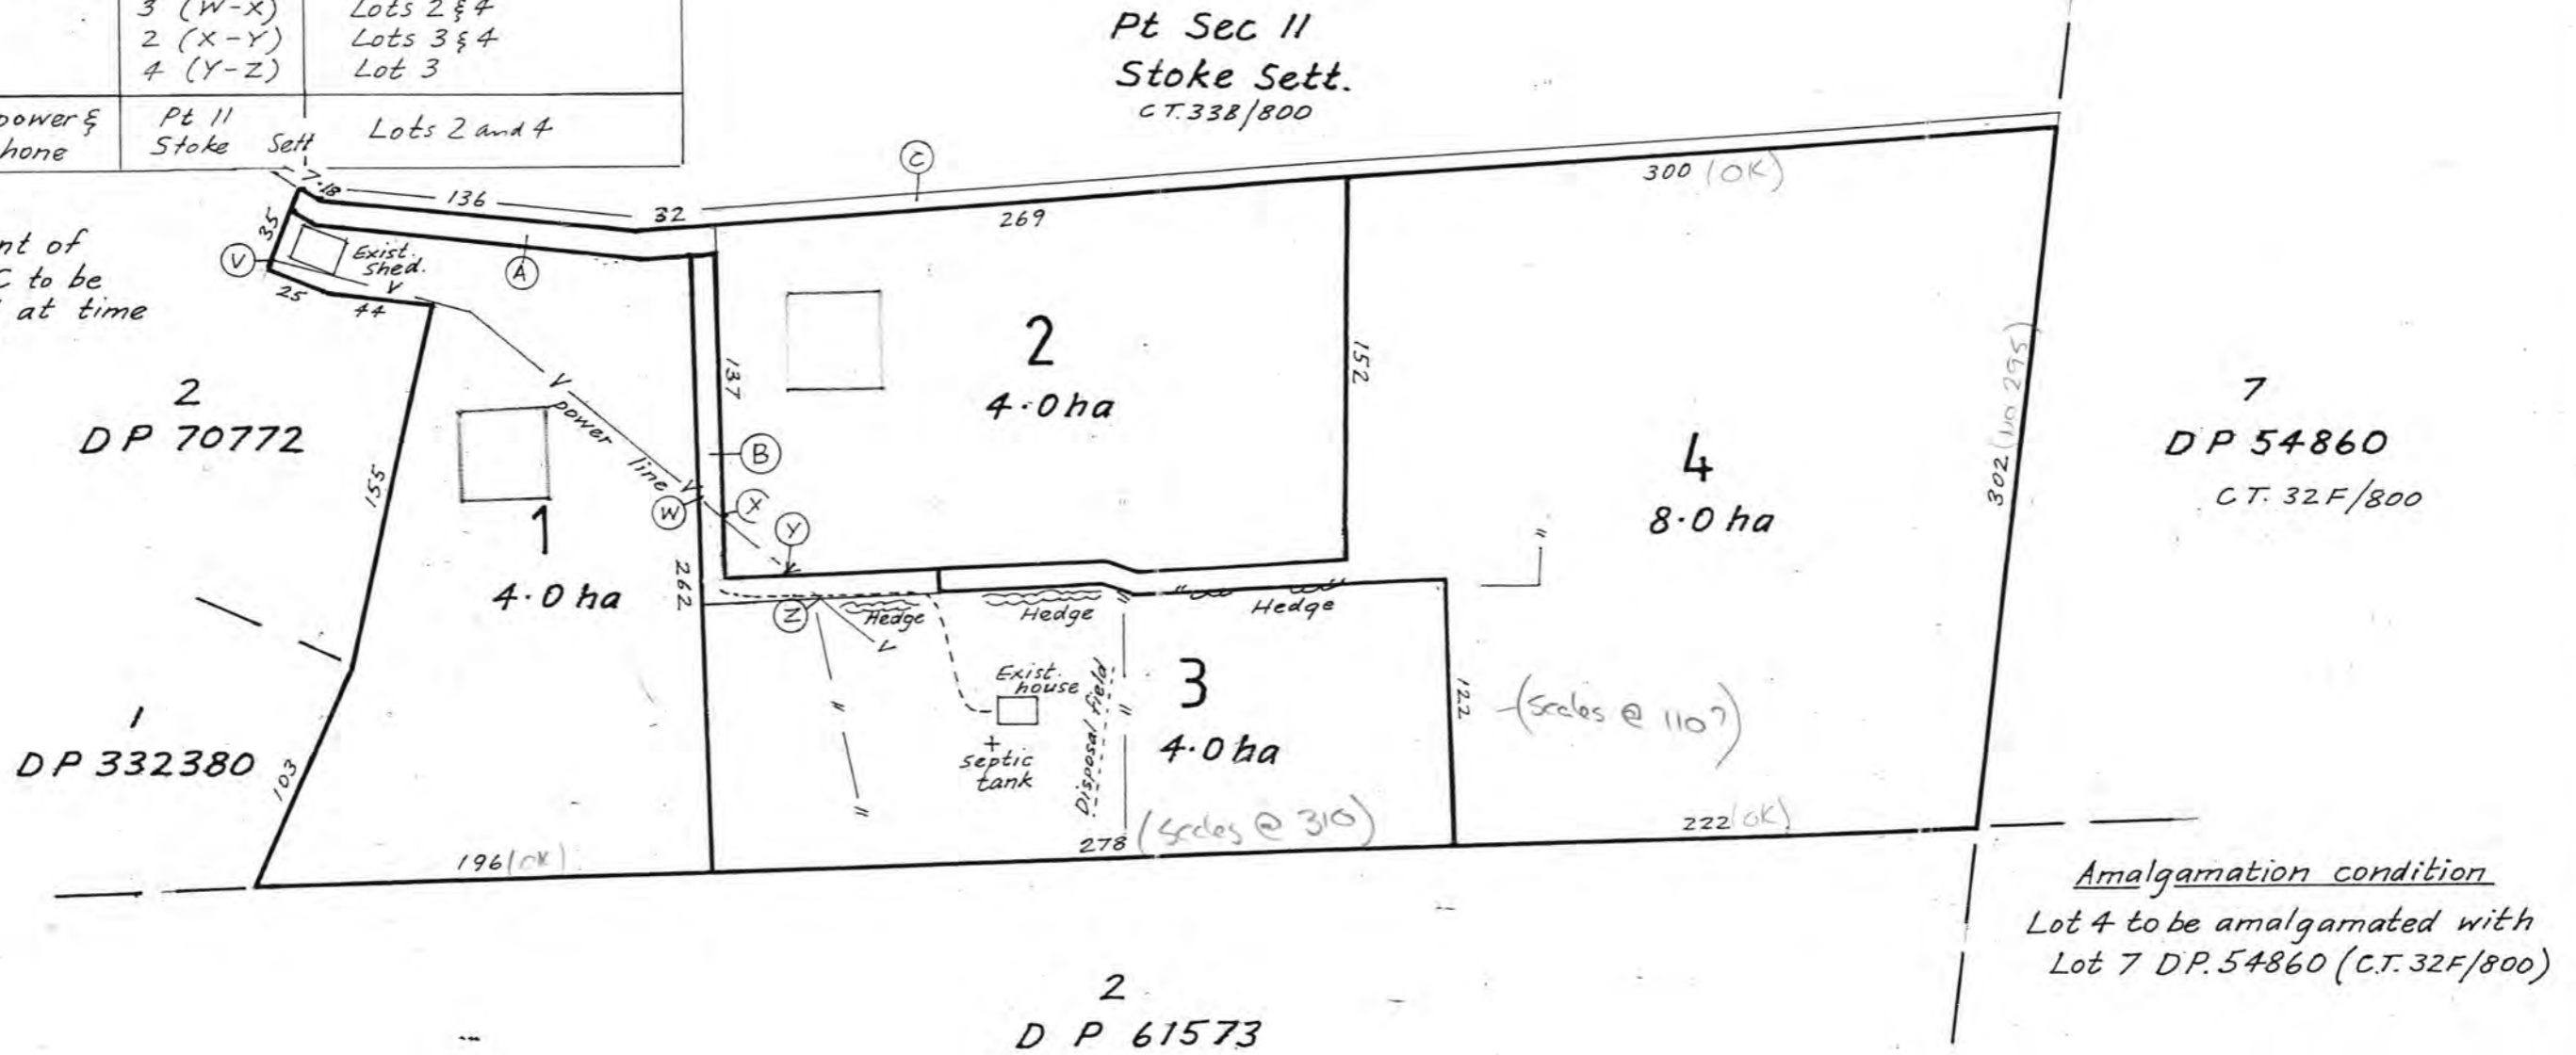 3 (W-X) Lots 2 & 4
2 (X-Y) Lots 3 & 4
4 (Y-Z) Lot 3
power & Pt 11 Lots 2 and 4
hone Stoke Sett
Pt Sec 11
Stoke Sett.
C.T. 338/800
nt of
C to be
at time
7.18
136
32
C
269
300 (OK)
35
V
Exist.
Shed.
A
25
V
44
2
DP 70772
155
V
power line
V
137
B
W
X
Y
V
2
4.0 ha
152
4
8.0 ha
302 (no 295)
7
DP 54860
C.T. 32F/800
1
4.0 ha
262
Z
Hedge
Hedge
Hedge
V
1
DP 332380
103
Exist.
house
+
septic
tank
Disposal field
3
4.0 ha
122
(scales @ 110?)
196 (OK)
278 (scales @ 310)
222 (OK)
Amalgamation condition
Lot 4 to be amalgamated with
Lot 7 DP. 54860 (C.T. 32F/800)
2
D P 61573